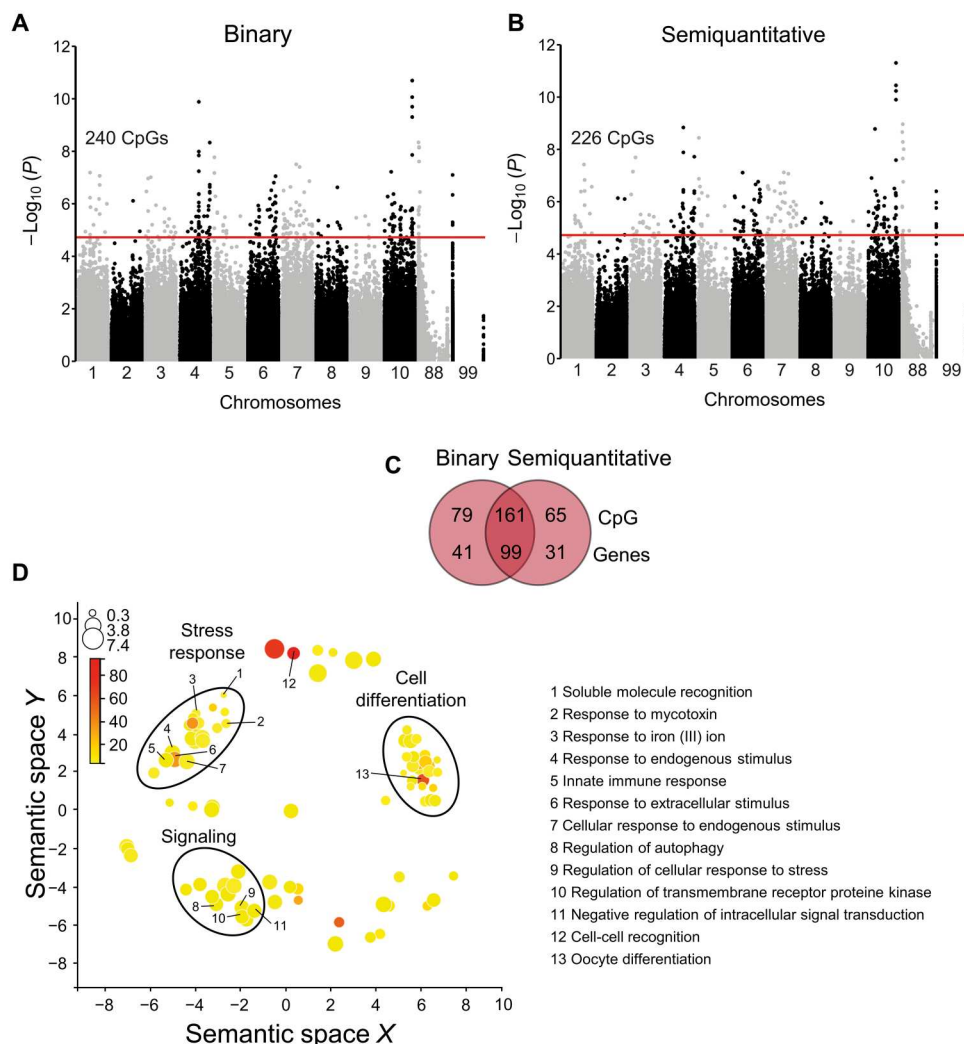 A
Binary
12
10
8
6
4
2
0
−Log10 (P)
240 CpGs
1 2 3 4 5 6 7 8 9 10 88 99
Chromosomes
B
Semiquantitative
12
10
8
6
4
2
0
−Log10 (P)
226 CpGs
1 2 3 4 5 6 7 8 9 10 88 99
Chromosomes
C
Binary Semiquantitative
79 161 65 CpG
41 99 31 Genes
D
10
8
6
4
2
0
−2
−4
−6
−8
Semantic space Y
0.3
3.8
7.4
80
60
40
20
Stress
response
1
2
3
4
5
6
7
12
Cell
differentiation
13
Signaling
8
9
10
11
−8 −6 −4 −2 0 2 4 6 8 10
Semantic space X
1 Soluble molecule recognition
2 Response to mycotoxin
3 Response to iron (III) ion
4 Response to endogenous stimulus
5 Innate immune response
6 Response to extracellular stimulus
7 Cellular response to endogenous stimulus
8 Regulation of autophagy
9 Regulation of cellular response to stress
10 Regulation of transmembrane receptor proteine kinase
11 Negative regulation of intracellular signal transduction
12 Cell-cell recognition
13 Oocyte differentiation